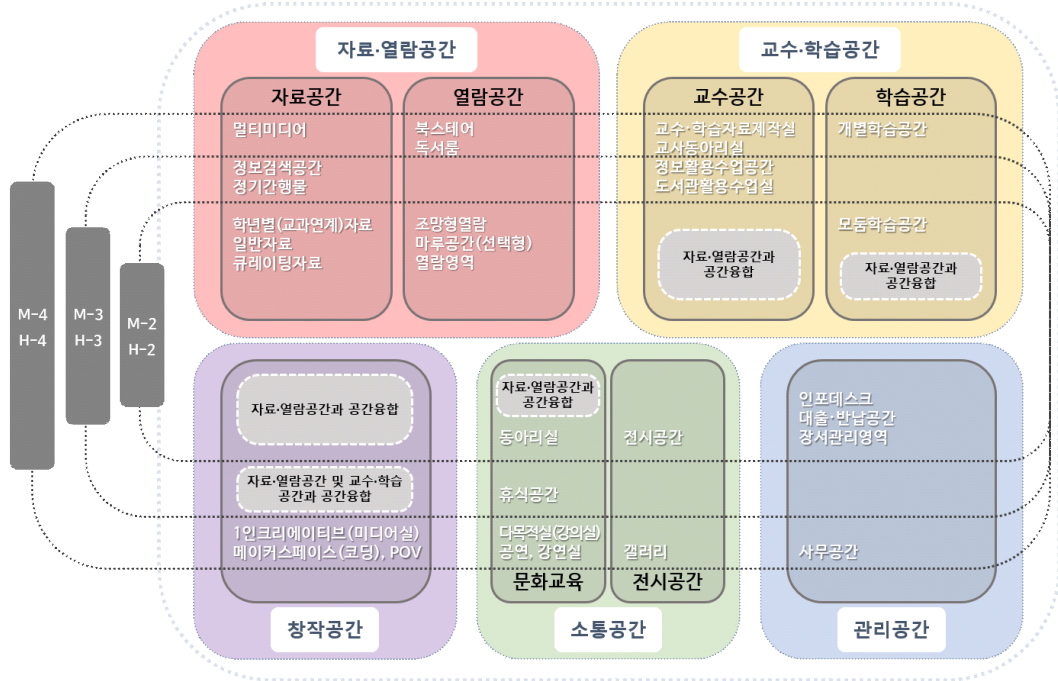 자료·열람공간
자료공간
멀티미디어
정보검색공간
정기간행물
학년별(교과연계)자료
일반자료
큐레이팅자료
열람공간
북스테어
독서룸
조망형열람
마루공간(선택형)
열람영역
교수·학습공간
교수공간
교수·학습자료제작실
교사동아리실
정보활용수업공간
도서관활용수업실
자료·열람공간과
공간융합
학습공간
개별학습공간
모둠학습공간
자료·열람공간과
공간융합
M-4
H-4
M-3
H-3
M-2
H-2
자료·열람공간과 공간융합
자료·열람공간 및 교수·학습
공간과 공간융합
1인크리에이티브(미디어실)
메이커스페이스(코딩), POV
창작공간
자료·열람공간과
공간융합
동아리실
휴식공간
다목적실(강의실)
공연, 강연실
문화교육
전시공간
갤러리
전시공간
소통공간
인포데스크
대출·반납공간
장서관리영역
사무공간
관리공간